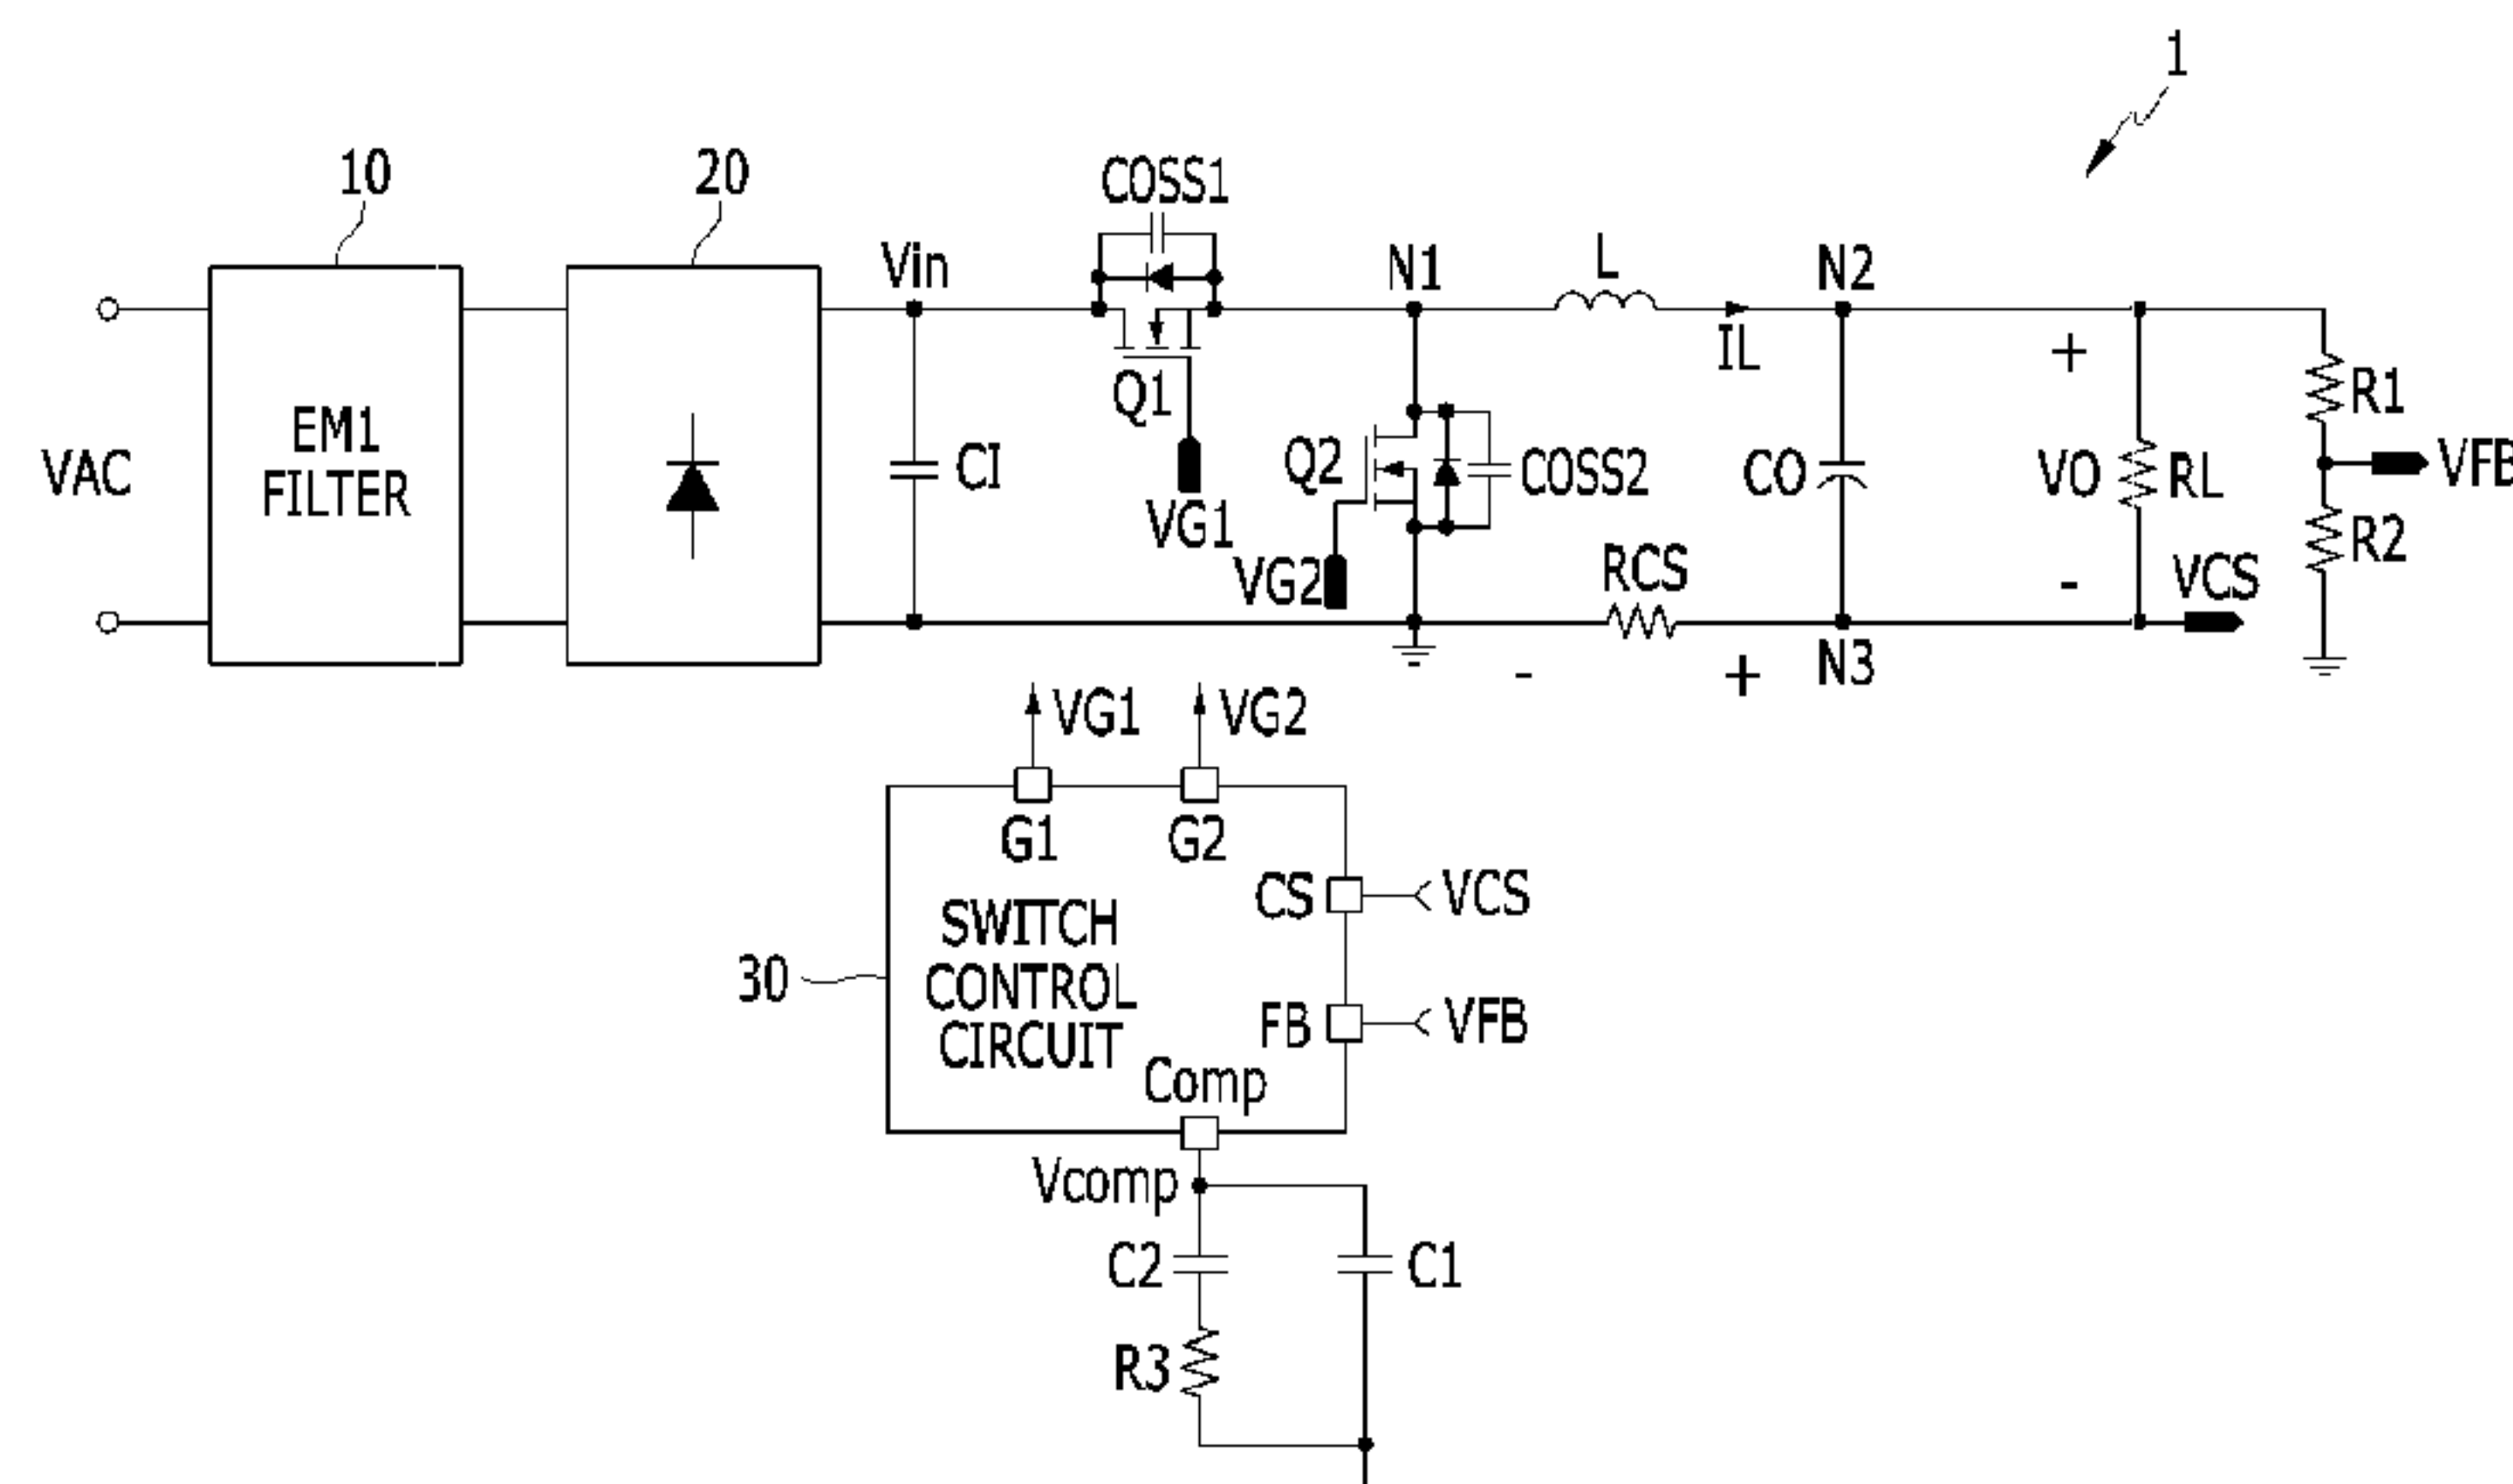 1
10
20
COSS1
Vin
N1
L
N2
IL
+
R1
EM1
FILTER
VAC
CI
Q1
VG1
Q2
COSS2
CO
VO
RL
VFB
R2
VG2
RCS
-
VCS
-
+
N3
VG1
VG2
G1
G2
CS
VCS
SWITCH
CONTROL
CIRCUIT
30
FB
VFB
Comp
Vcomp
C2
C1
R3